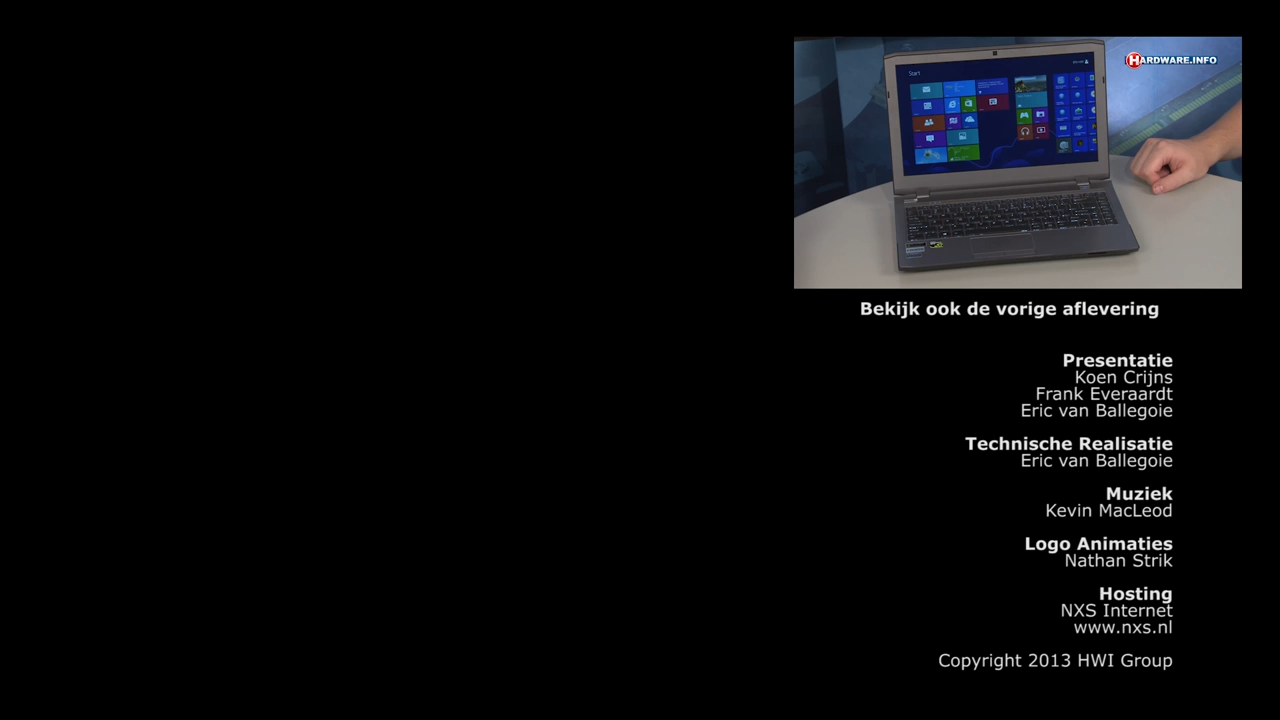 Start
HARDWARE.INFO
Bekijk ook de vorige aflevering
Presentatie
Koen Crijns
Frank Everaardt
Eric van Ballegoie
Technische Realisatie
Eric van Ballegoie
Muziek
Kevin MacLeod
Logo Animaties
Nathan Strik
Hosting
NXS Internet
www.nxs.nl
Copyright 2013 HWI Group